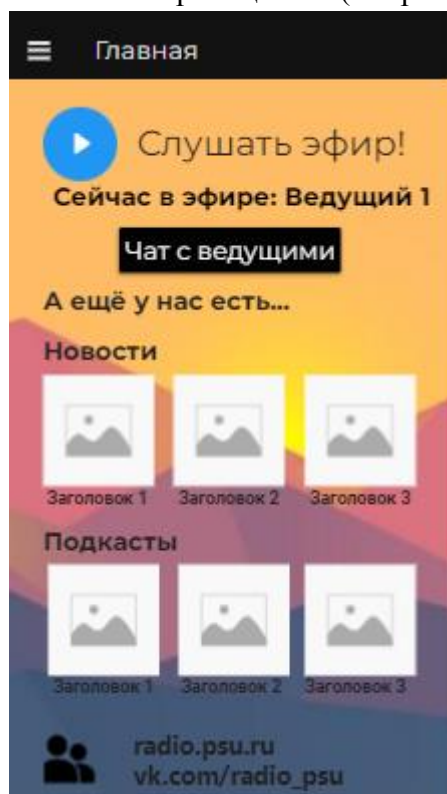 Главная
Слушать эфир!
Сейчас в эфире: Ведущий 1
Чат с ведущими
А ещё у нас есть...
Новости
Заголовок 1 Заголовок 2 Заголовок 3
Подкасты
Заголовок 1 Заголовок 2 Заголовок 3
radio.psu.ru
vk.com/radio_psu